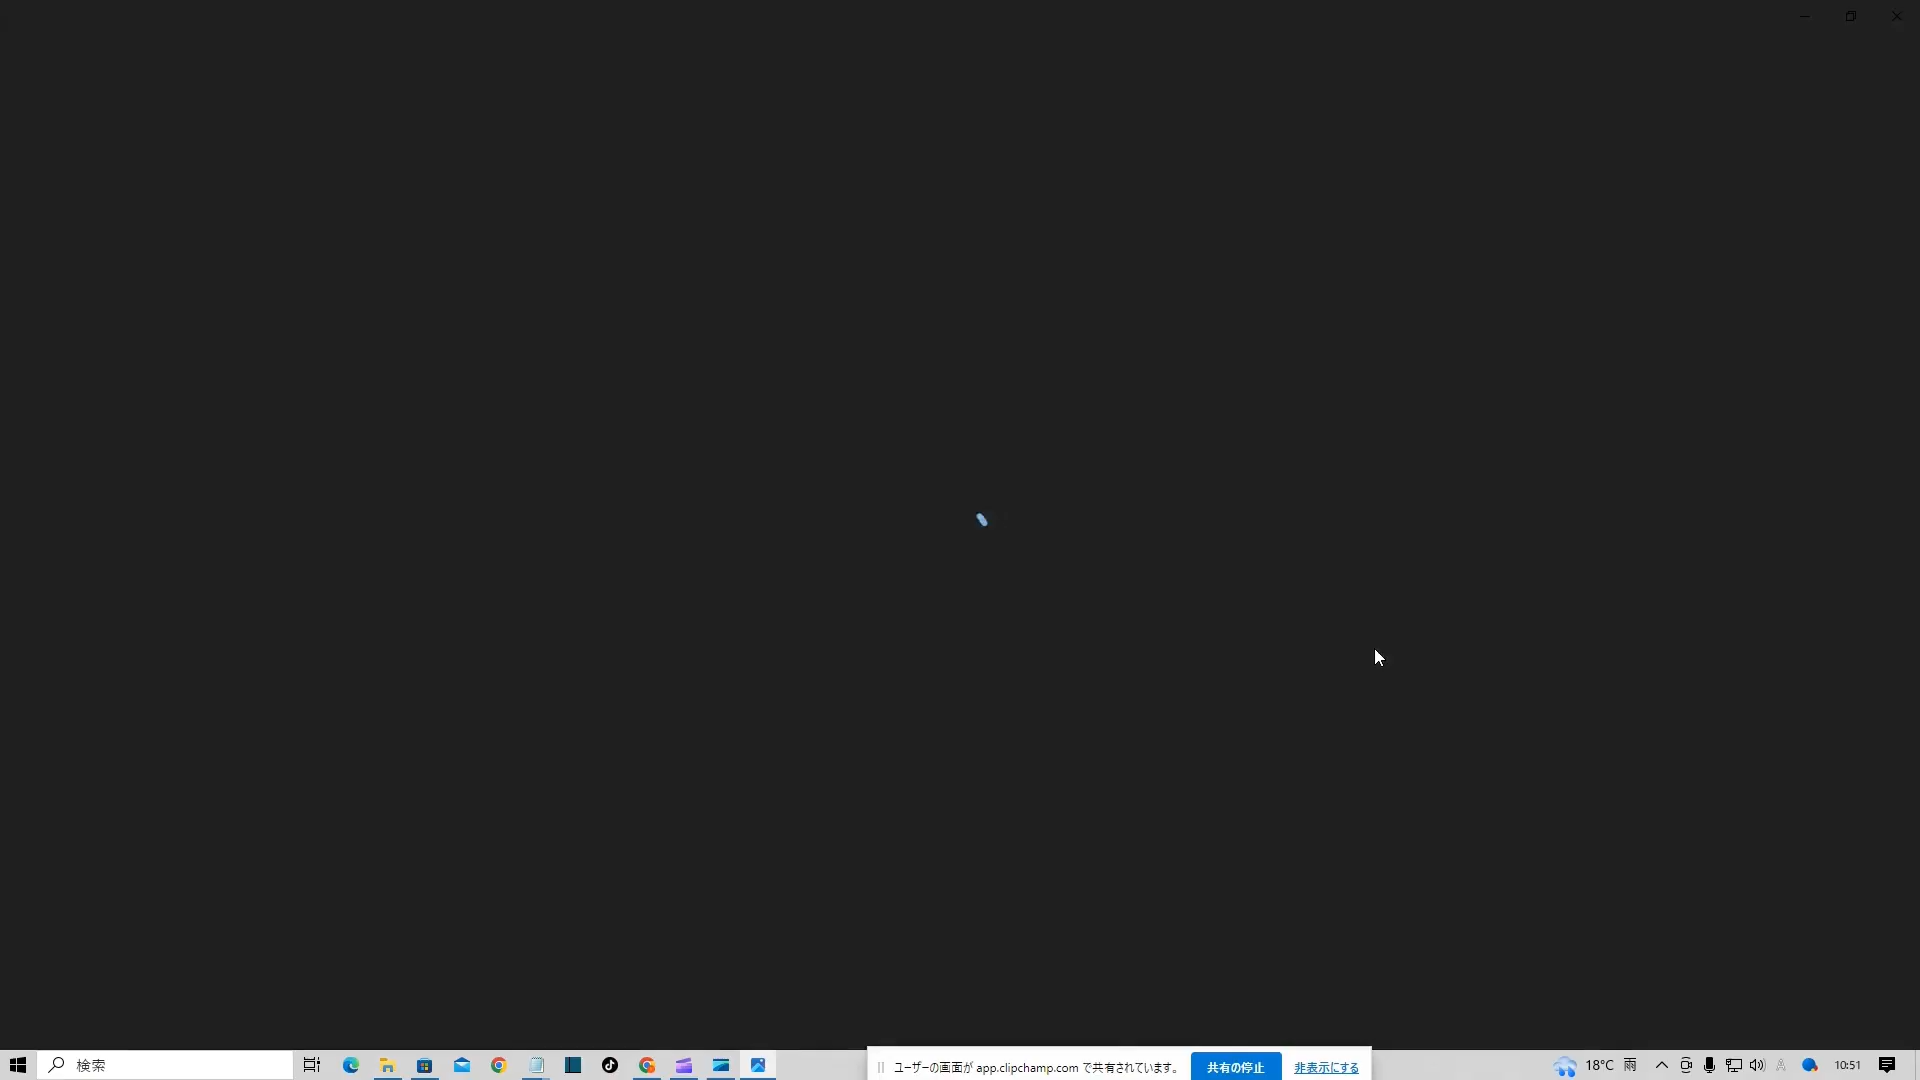 検索
ユーザーの画面が app.clipchamp.com で共有されています。
共有の停止
非表示にする
18°C 雨
A
10:51